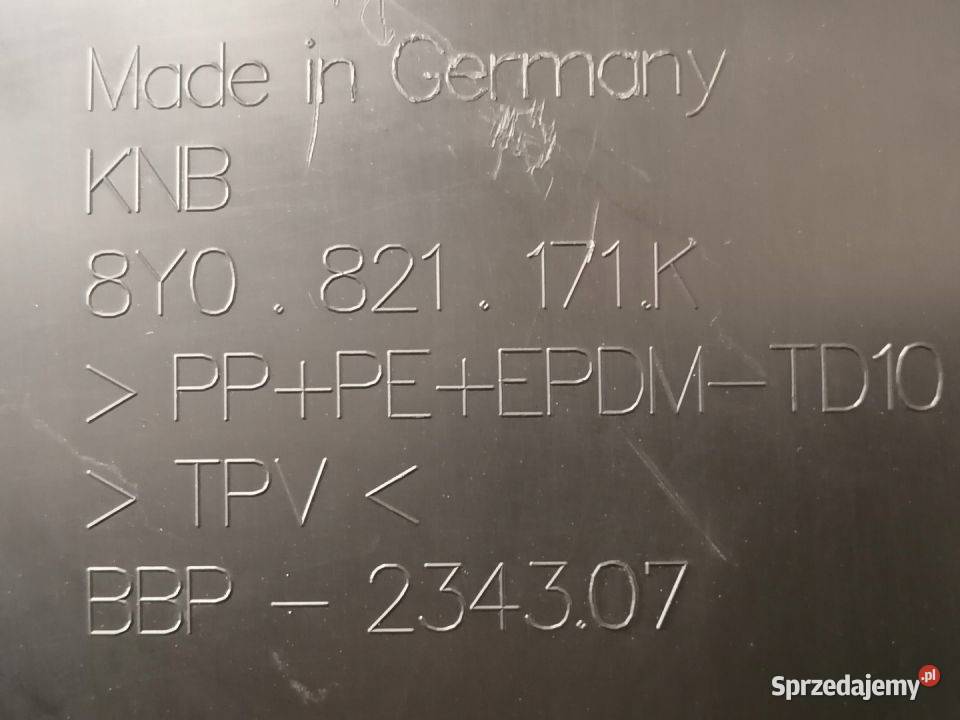 Made in Germany
KNB
8Y0 . 821 . 171.K
> PP+PE+EPDM-TD10
> TPV <
BBP - 2343.07
Sprzedajemy.pl